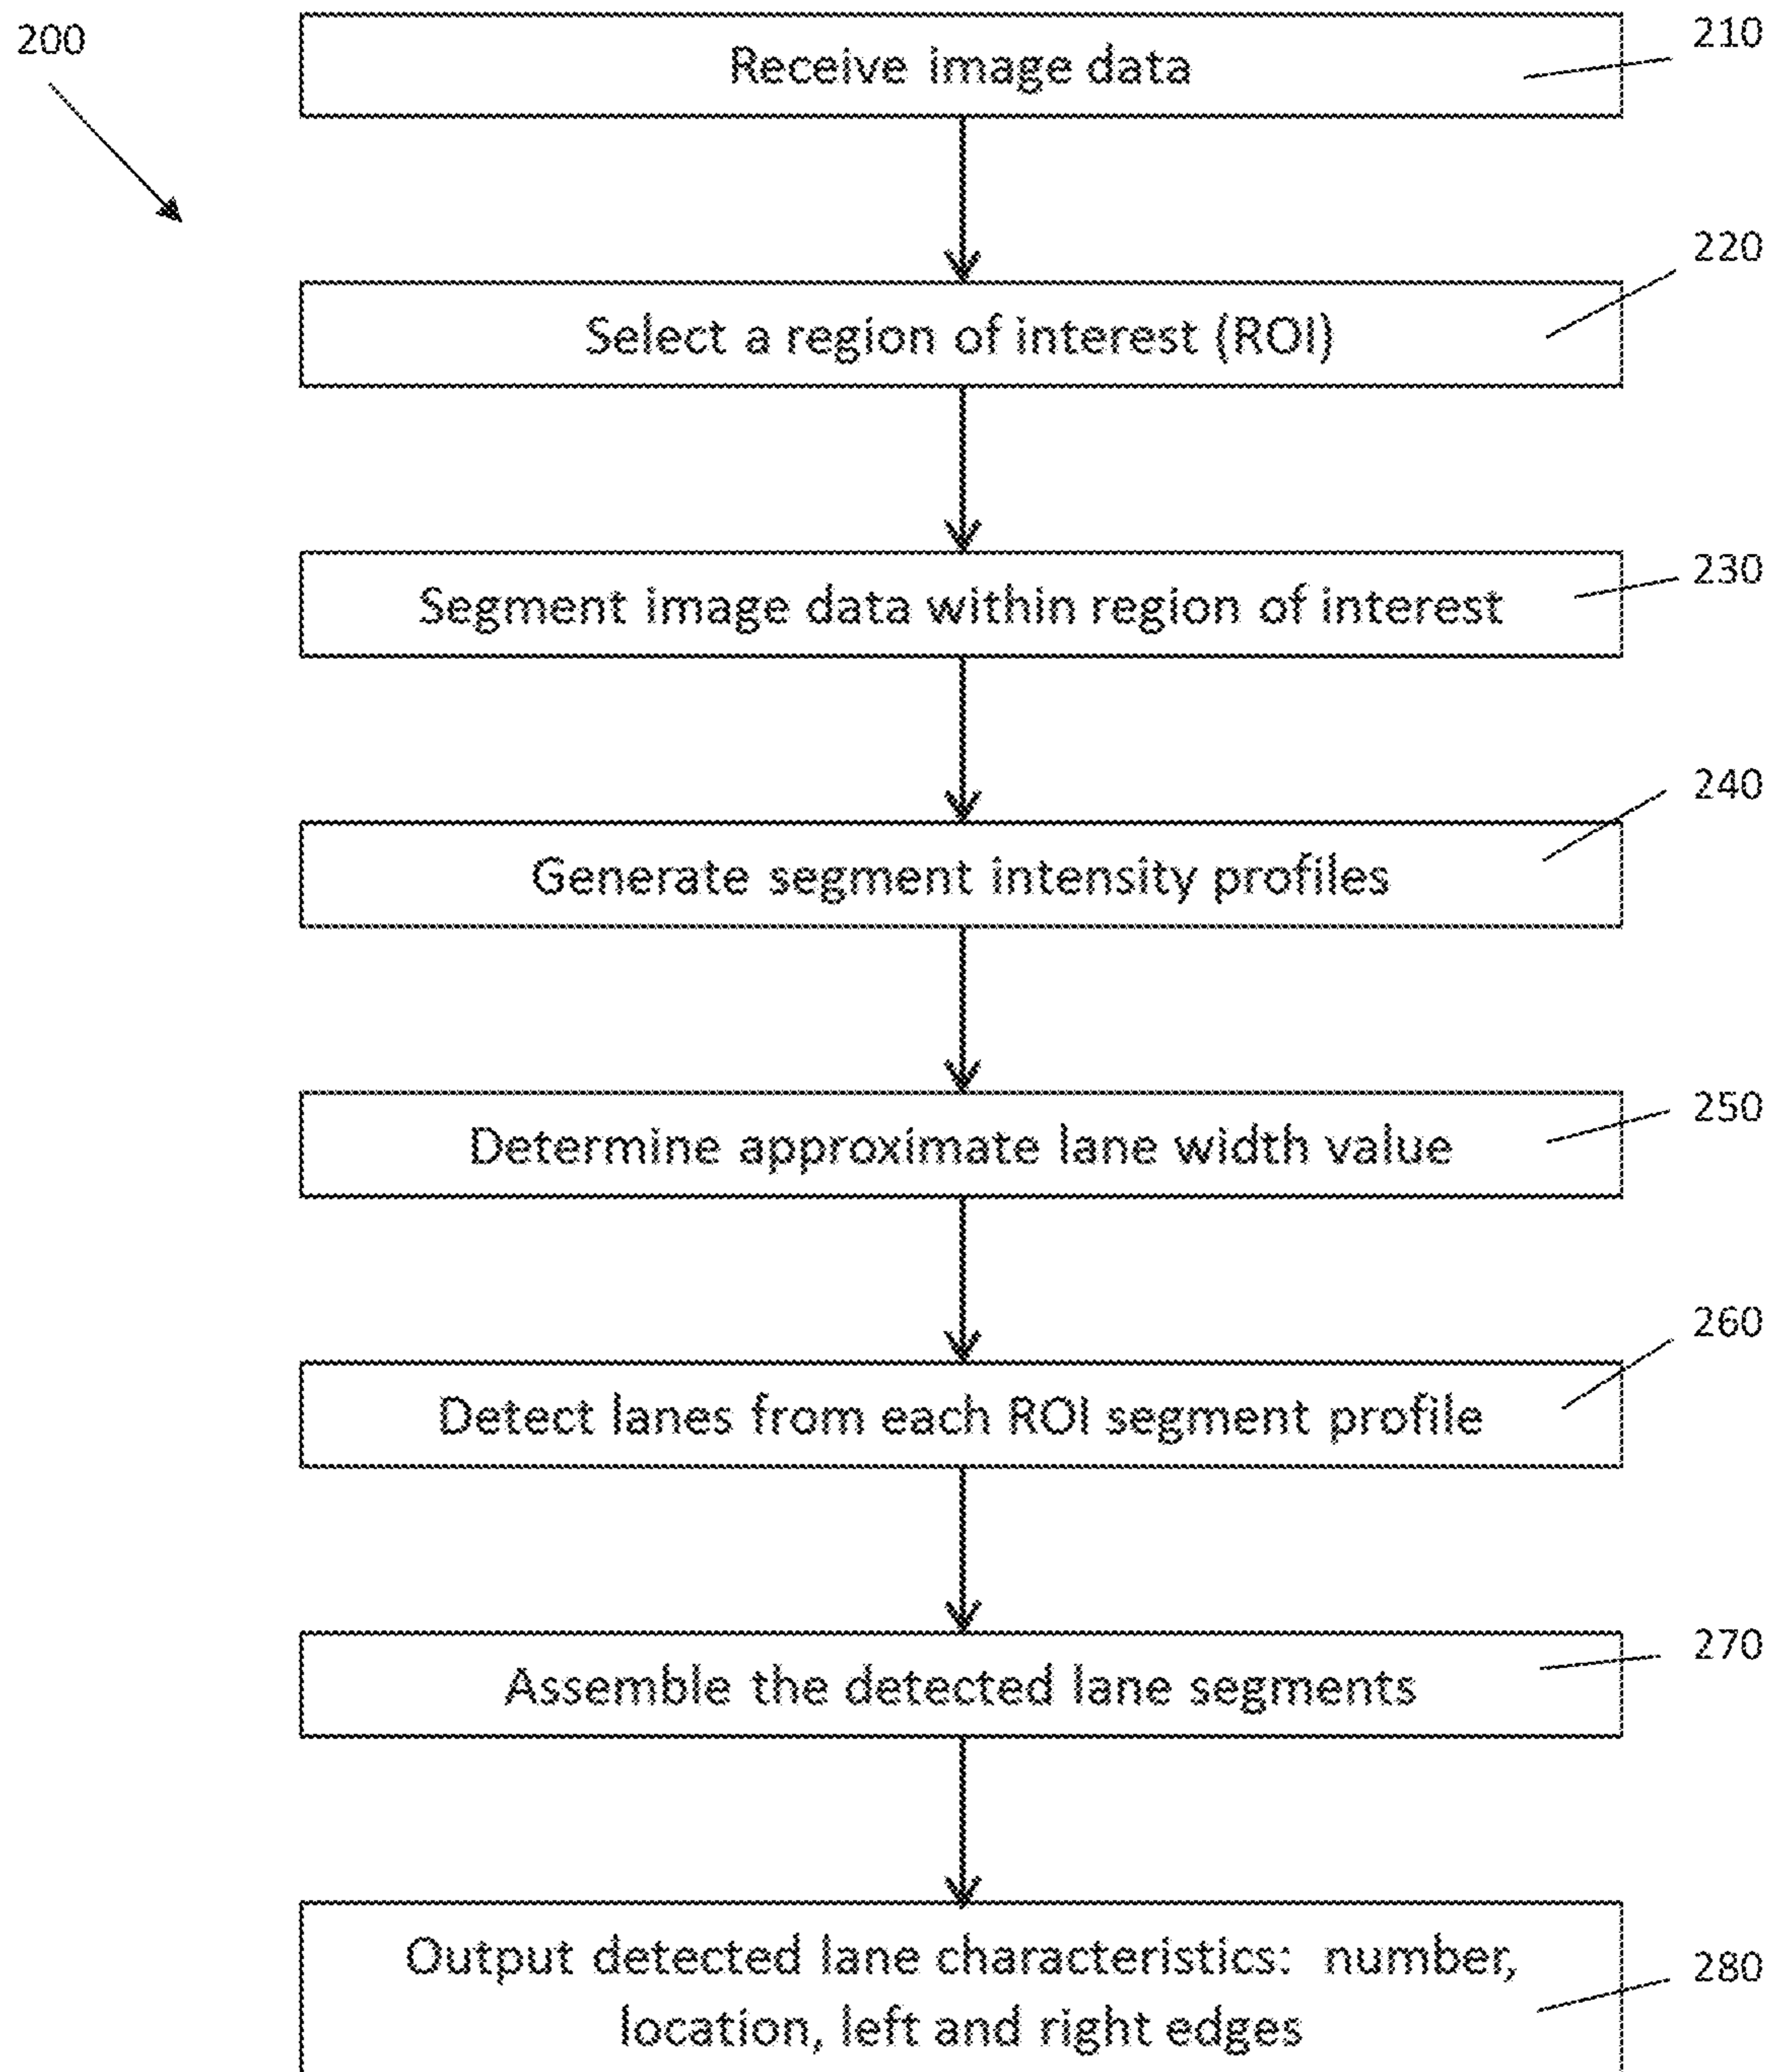 200
Receive image data
210
Select a region of interest (ROI)
220
Segment image data within region of interest
230
Generate segment intensity profiles
240
Determine approximate lane width value
250
Detect lanes from each ROI segment profile
260
Assemble the detected lane segments
270
Output detected lane characteristics: number,
location, left and right edges
280